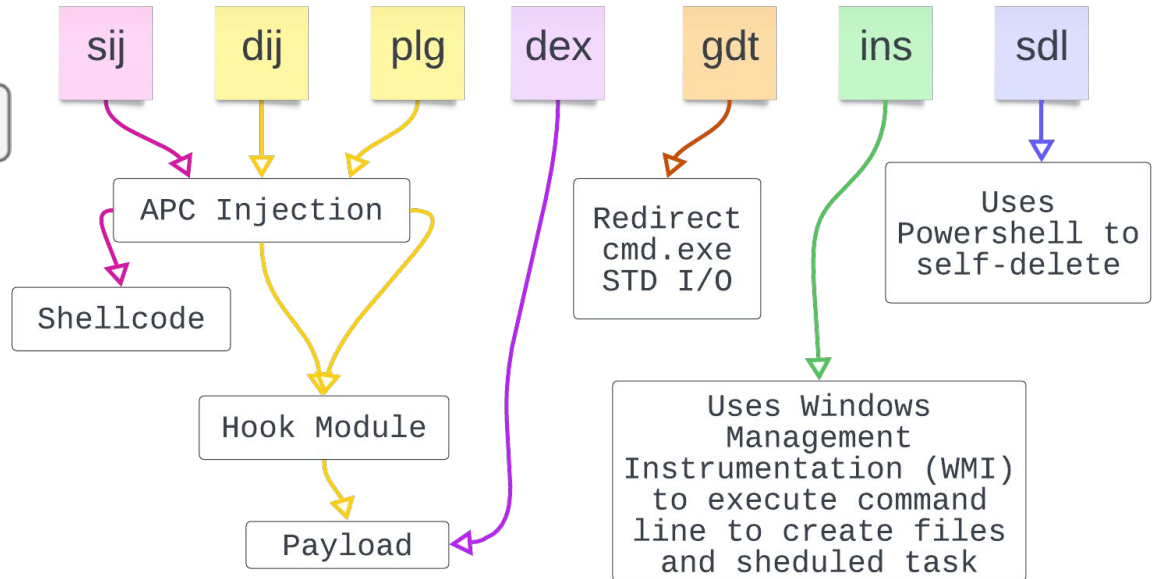 sij
dij
plg
dex
gdt
ins
sdl
APC Injection
Shellcode
Hook Module
Payload
Redirect
cmd.exe
STD I/O
Uses
Powershell to
self-delete
Uses Windows
Management
Instrumentation (WMI)
to execute command
line to create files
and sheduled task